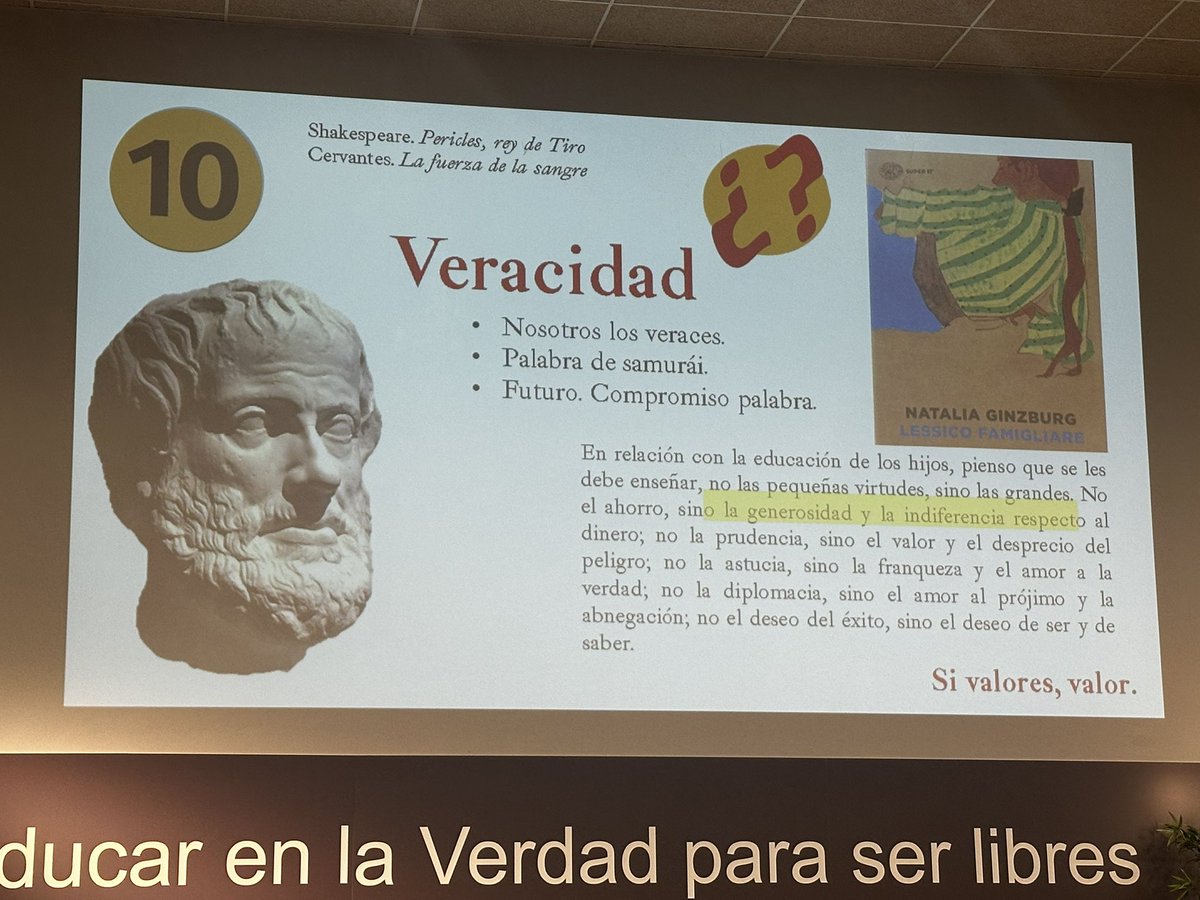 10
Shakespeare. Pericles, rey de Tiro
Cervantes. La fuerza de la sangre
¿?
Veracidad
• Nosotros los veraces.
• Palabra de samurái.
• Futuro. Compromiso palabra.
SUPER ET
NATALIA GINZBURG
LESSICO FAMIGLIARE
En relación con la educación de los hijos, pienso que se les
debe enseñar, no las pequeñas virtudes, sino las grandes. No
el ahorro, sino la generosidad y la indiferencia respecto al
dinero; no la prudencia, sino el valor y el desprecio del
peligro; no la astucia, sino la franqueza y el amor a la
verdad; no la diplomacia, sino el amor al prójimo y la
abnegación; no el deseo del éxito, sino el deseo de ser y de
saber.
Si valores, valor.
ducar en la Verdad para ser libres